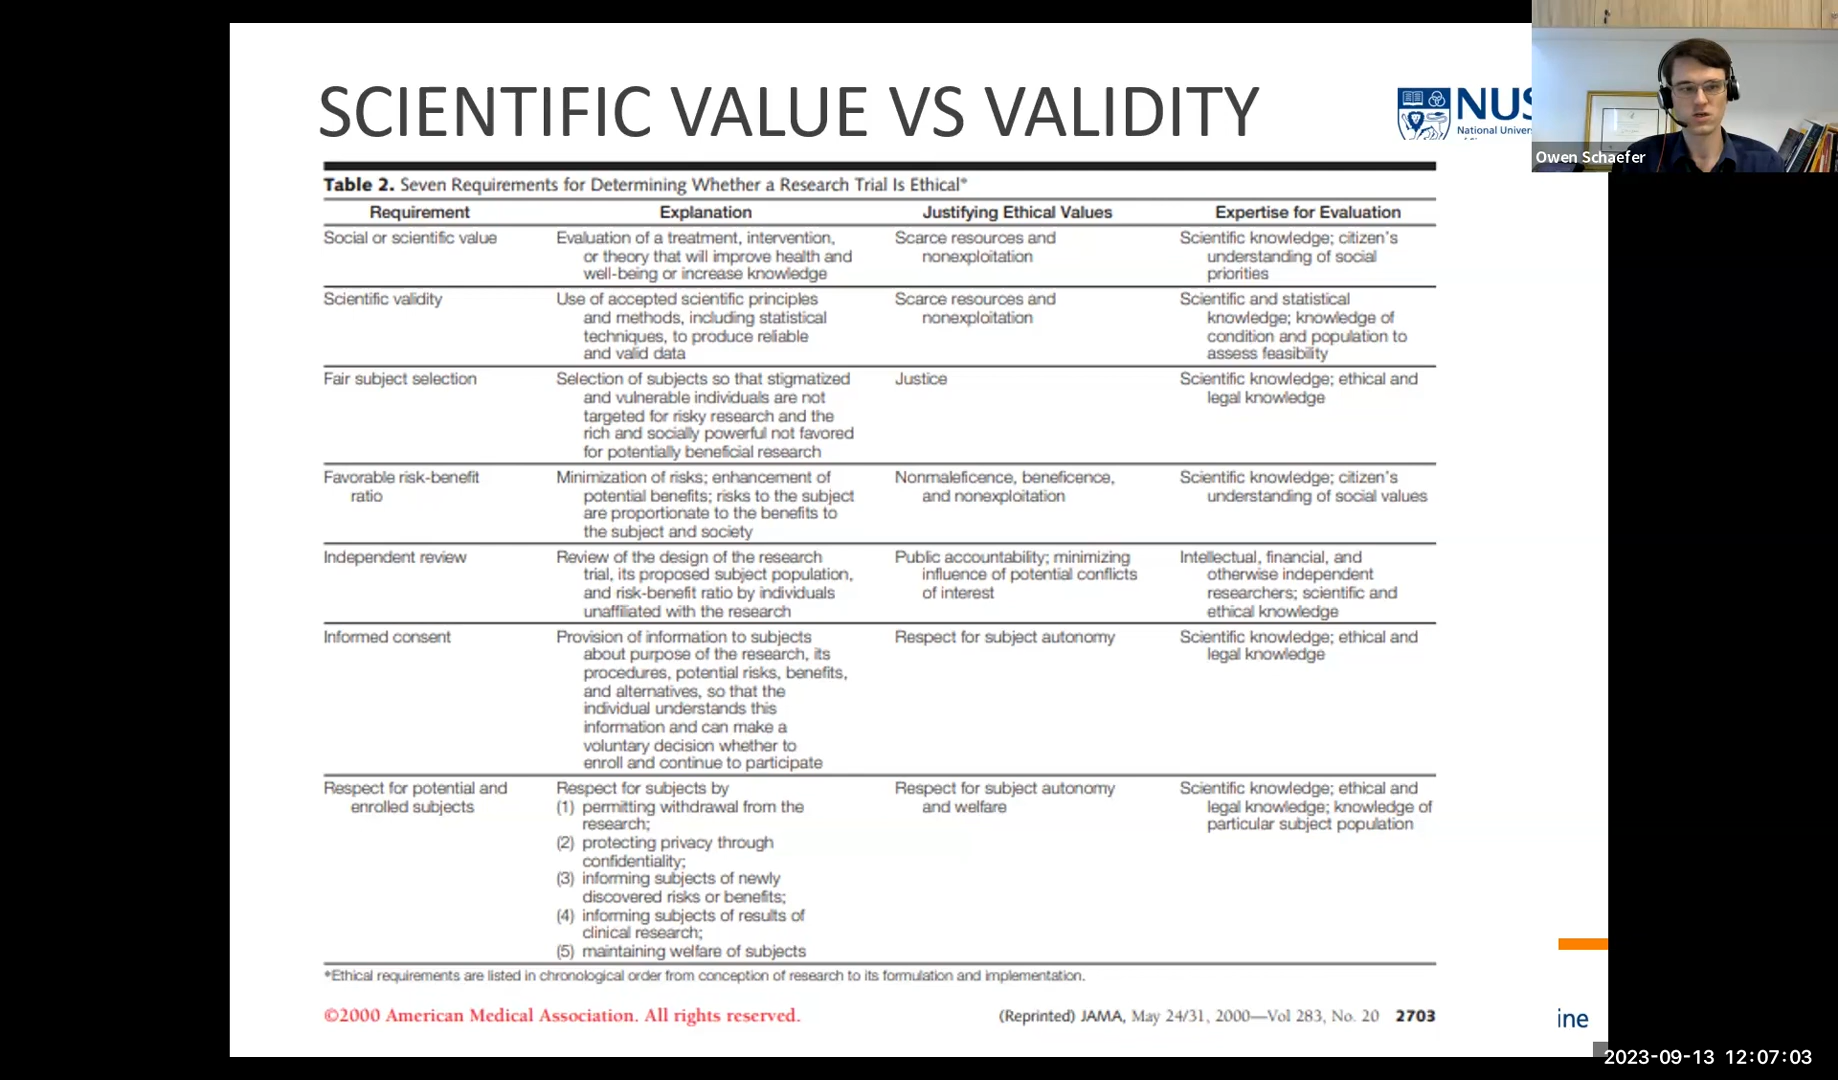 SCIENTIFIC VALUE VS VALIDITY
NUS
National Univer
Owen Schaefer
Table 2. Seven Requirements for Determining Whether a Research Trial Is Ethical*
Requirement Explanation Justifying Ethical Values Expertise for Evaluation
Social or scientific value Evaluation of a treatment, intervention, Scarce resources and Scientific knowledge; citizen's
or theory that will improve health and nonexploitation understanding of social
well-being or increase knowledge priorities
Scientific validity Use of accepted scientific principles Scarce resources and Scientific and statistical
and methods, including statistical nonexploitation knowledge; knowledge of
techniques, to produce reliable condition and population to
and valid data assess feasibility
Fair subject selection Selection of subjects so that stigmatized Justice Scientific knowledge; ethical and
and vulnerable individuals are not legal knowledge
targeted for risky research and the
rich and socially powerful not favored
for potentially beneficial research
Favorable risk-benefit Minimization of risks; enhancement of Nonmaleficence, beneficence, Scientific knowledge; citizen's
ratio potential benefits; risks to the subject and nonexploitation understanding of social values
are proportionate to the benefits to
the subject and society
Independent review Review of the design of the research Public accountability; minimizing Intellectual, financial, and
trial, its proposed subject population, influence of potential conflicts otherwise independent
and risk-benefit ratio by individuals of interest researchers; scientific and
unaffiliated with the research ethical knowledge
Informed consent Provision of information to subjects Respect for subject autonomy Scientific knowledge; ethical and
about purpose of the research, its legal knowledge
procedures, potential risks, benefits,
and alternatives, so that the
individual understands this
information and can make a
voluntary decision whether to
enroll and continue to participate
Respect for potential and Respect for subjects by Respect for subject autonomy Scientific knowledge; ethical and
enrolled subjects (1) permitting withdrawal from the and welfare legal knowledge; knowledge of
research; particular subject population
(2) protecting privacy through
confidentiality;
(3) informing subjects of newly
discovered risks or benefits;
(4) informing subjects of results of
clinical research;
(5) maintaining welfare of subjects
*Ethical requirements are listed in chronological order from conception of research to its formulation and implementation.
©2000 American Medical Association. All rights reserved. (Reprinted) JAMA, May 24/31, 2000—Vol 283, No. 20 2703
ine
2023-09-13 12:07:03